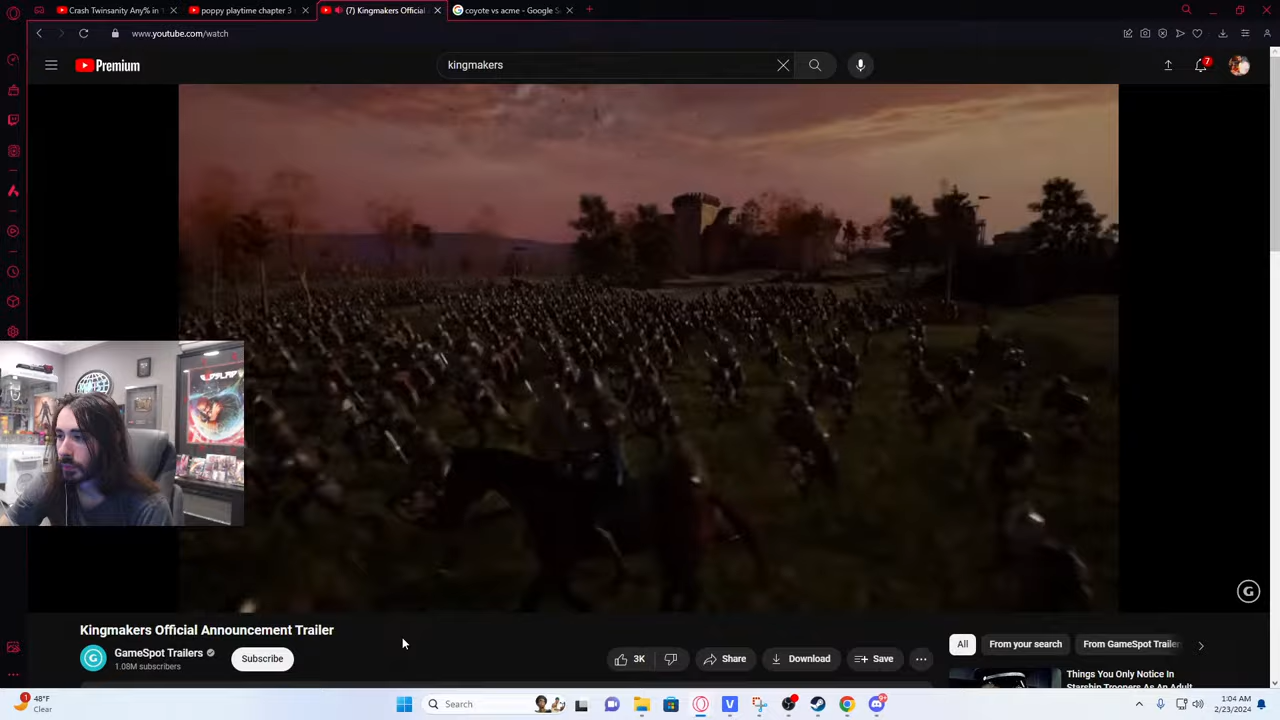 Crash Twinsanity Any% in 1
poppy playtime chapter 3
(7) Kingmakers Official
coyote vs acme - Google S
www.youtube.com/watch
Premium
kingmakers
7
Kingmakers Official Announcement Trailer
GameSpot Trailers
1.08M subscribers
Subscribe
3K
Share
Download
Save
All
From your search
From GameSpot Trailer
Things You Only Notice In
Starship Troopers As An Adult
48°F
Clear
Search
1:04 AM
2/23/2024